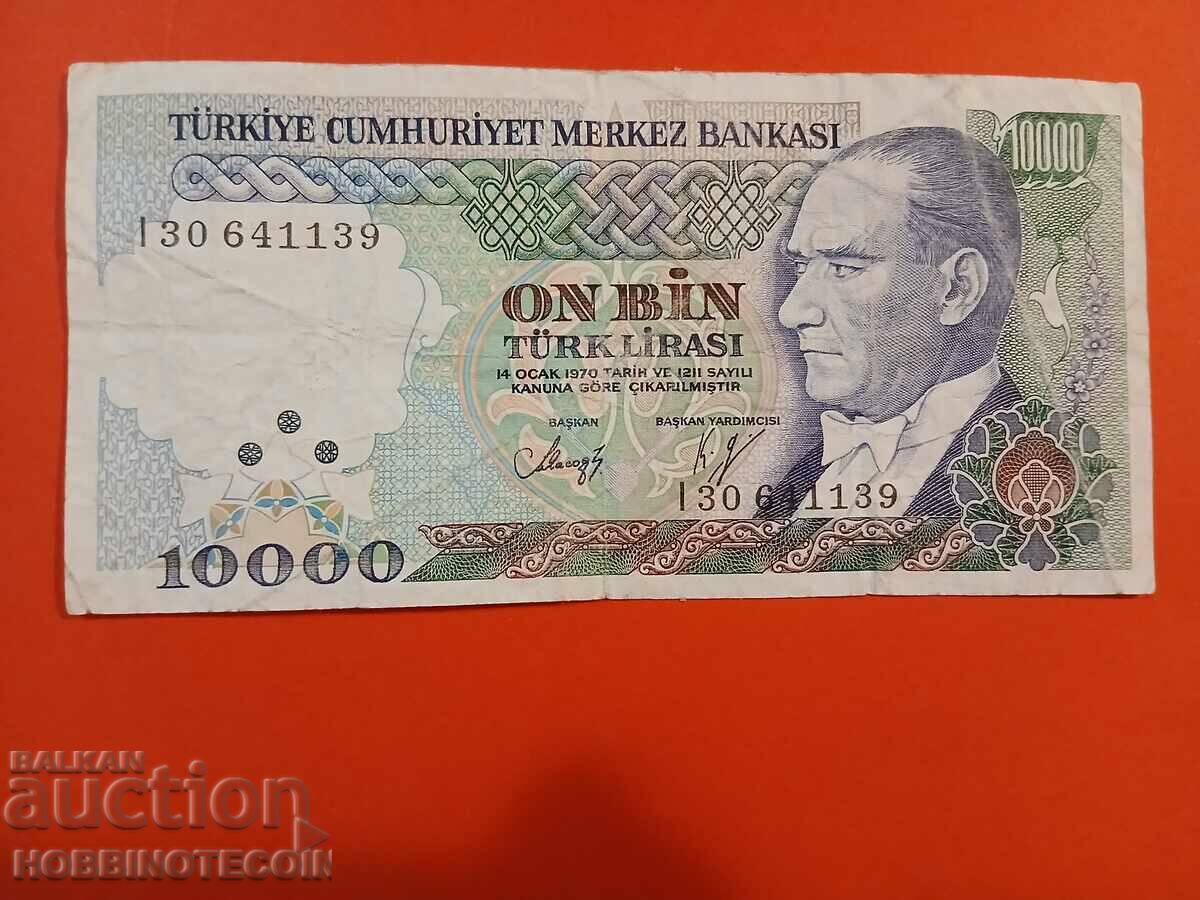 TÜRKİYE CUMHURİYET MERKEZ BANKASI
10000
I30 641139
ON BİN
TÜRK LİRASI
14 OCAK 1970 TARİH VE 1211 SAYILI
KANUNA GÖRE ÇIKARILMIŞTIR
BAŞKAN BAŞKAN YARDIMCISI
I30 641139
10000
BALKAN
auction
HOBBINOTECOIN